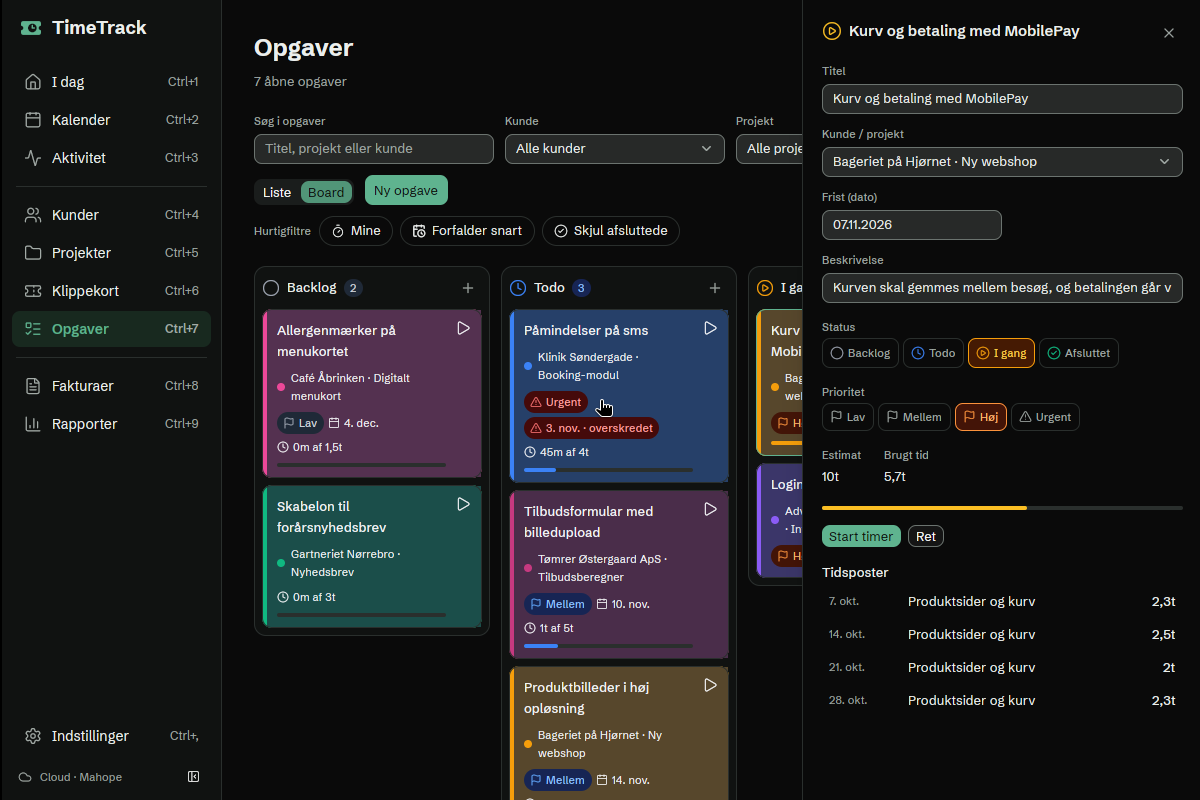 TimeTrack
I dag Ctrl+1
Kalender Ctrl+2
Aktivitet Ctrl+3
Kunder Ctrl+4
Projekter Ctrl+5
Klippekort Ctrl+6
Opgaver Ctrl+7
Fakturaer Ctrl+8
Rapporter Ctrl+9
Indstillinger Ctrl+,
Cloud · Mahope
Opgaver
7 åbne opgaver
Søg i opgaver
Titel, projekt eller kunde
Kunde
Alle kunder
Projekt
Alle proje
Liste
Board
Ny opgave
Hurtigfiltre
Mine
Forfalder snart
Skjul afsluttede
Backlog 2
Allergenmærker på
menukortet
Café Åbrinken · Digitalt
menukort
Lav 4. dec.
0m af 1,5t
Skabelon til
forårsnyhedsbrev
Gartneriet Nørrebro ·
Nyhedsbrev
0m af 3t
Todo 3
Påmindelser på sms
Klinik Søndergade ·
Booking-modul
Urgent
3. nov. · overskredet
45m af 4t
Tilbudsformular med
billedupload
Tømrer Østergaard ApS ·
Tilbudsberegner
Mellem 10. nov.
1t af 5t
Produktbilleder i høj
opløsning
Bageriet på Hjørnet · Ny
webshop
Mellem 14. nov.
I ga
Kurv
Mobi
Bag
wel
H
Login
Adv
· In
H
Kurv og betaling med MobilePay
Titel
Kurv og betaling med MobilePay
Kunde / projekt
Bageriet på Hjørnet · Ny webshop
Frist (dato)
07.11.2026
Beskrivelse
Kurven skal gemmes mellem besøg, og betalingen går v
Status
Backlog
Todo
I gang
Afsluttet
Prioritet
Lav
Mellem
Høj
Urgent
Estimat Brugt tid
10t 5,7t
Start timer
Ret
Tidsposter
7. okt. Produktsider og kurv 2,3t
14. okt. Produktsider og kurv 2,5t
21. okt. Produktsider og kurv 2t
28. okt. Produktsider og kurv 2,3t